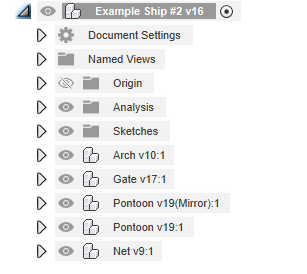 Example Ship #2 v16
Document Settings
Named Views
Origin
Analysis
Sketches
Arch v10:1
Gate v17:1
Pontoon v19(Mirror):1
Pontoon v19:1
Net v9:1